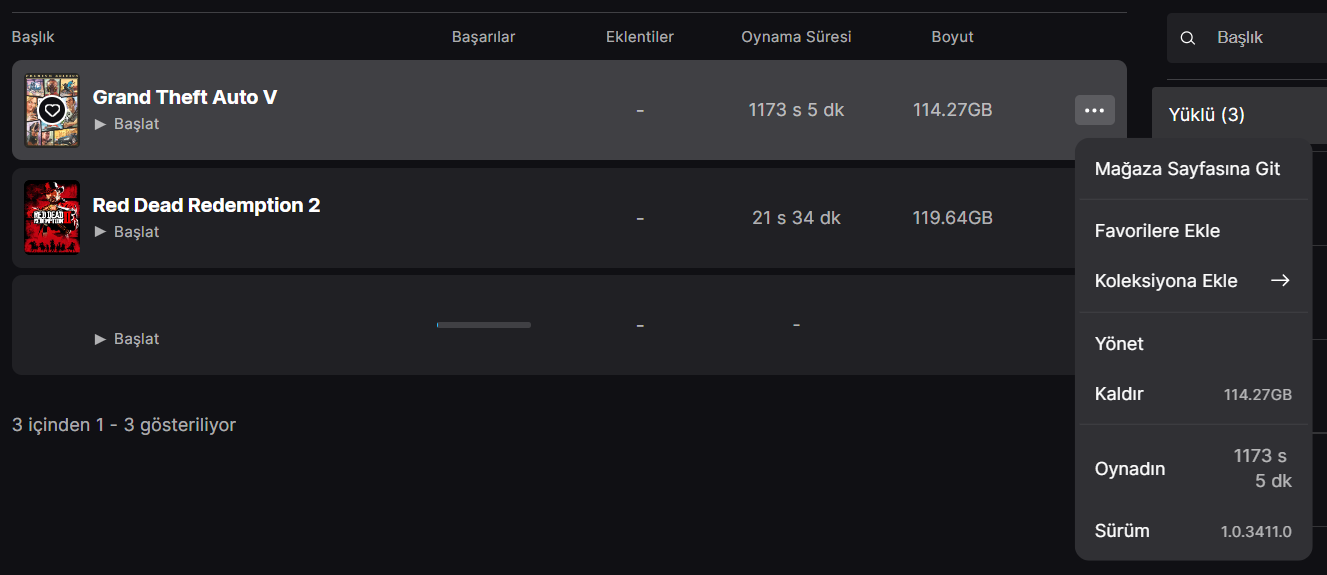 Başlık Başarılar Eklentiler Oynama Süresi Boyut
Başlık
Grand Theft Auto V
Başlat
- 1173 s 5 dk 114.27GB
Yüklü (3)
Red Dead Redemption 2
Başlat
- 21 s 34 dk 119.64GB
Başlat
- -
3 içinden 1 - 3 gösteriliyor
Mağaza Sayfasına Git
Favorilere Ekle
Koleksiyona Ekle
Yönet
Kaldır 114.27GB
Oynadın 1173 s
5 dk
Sürüm 1.0.3411.0